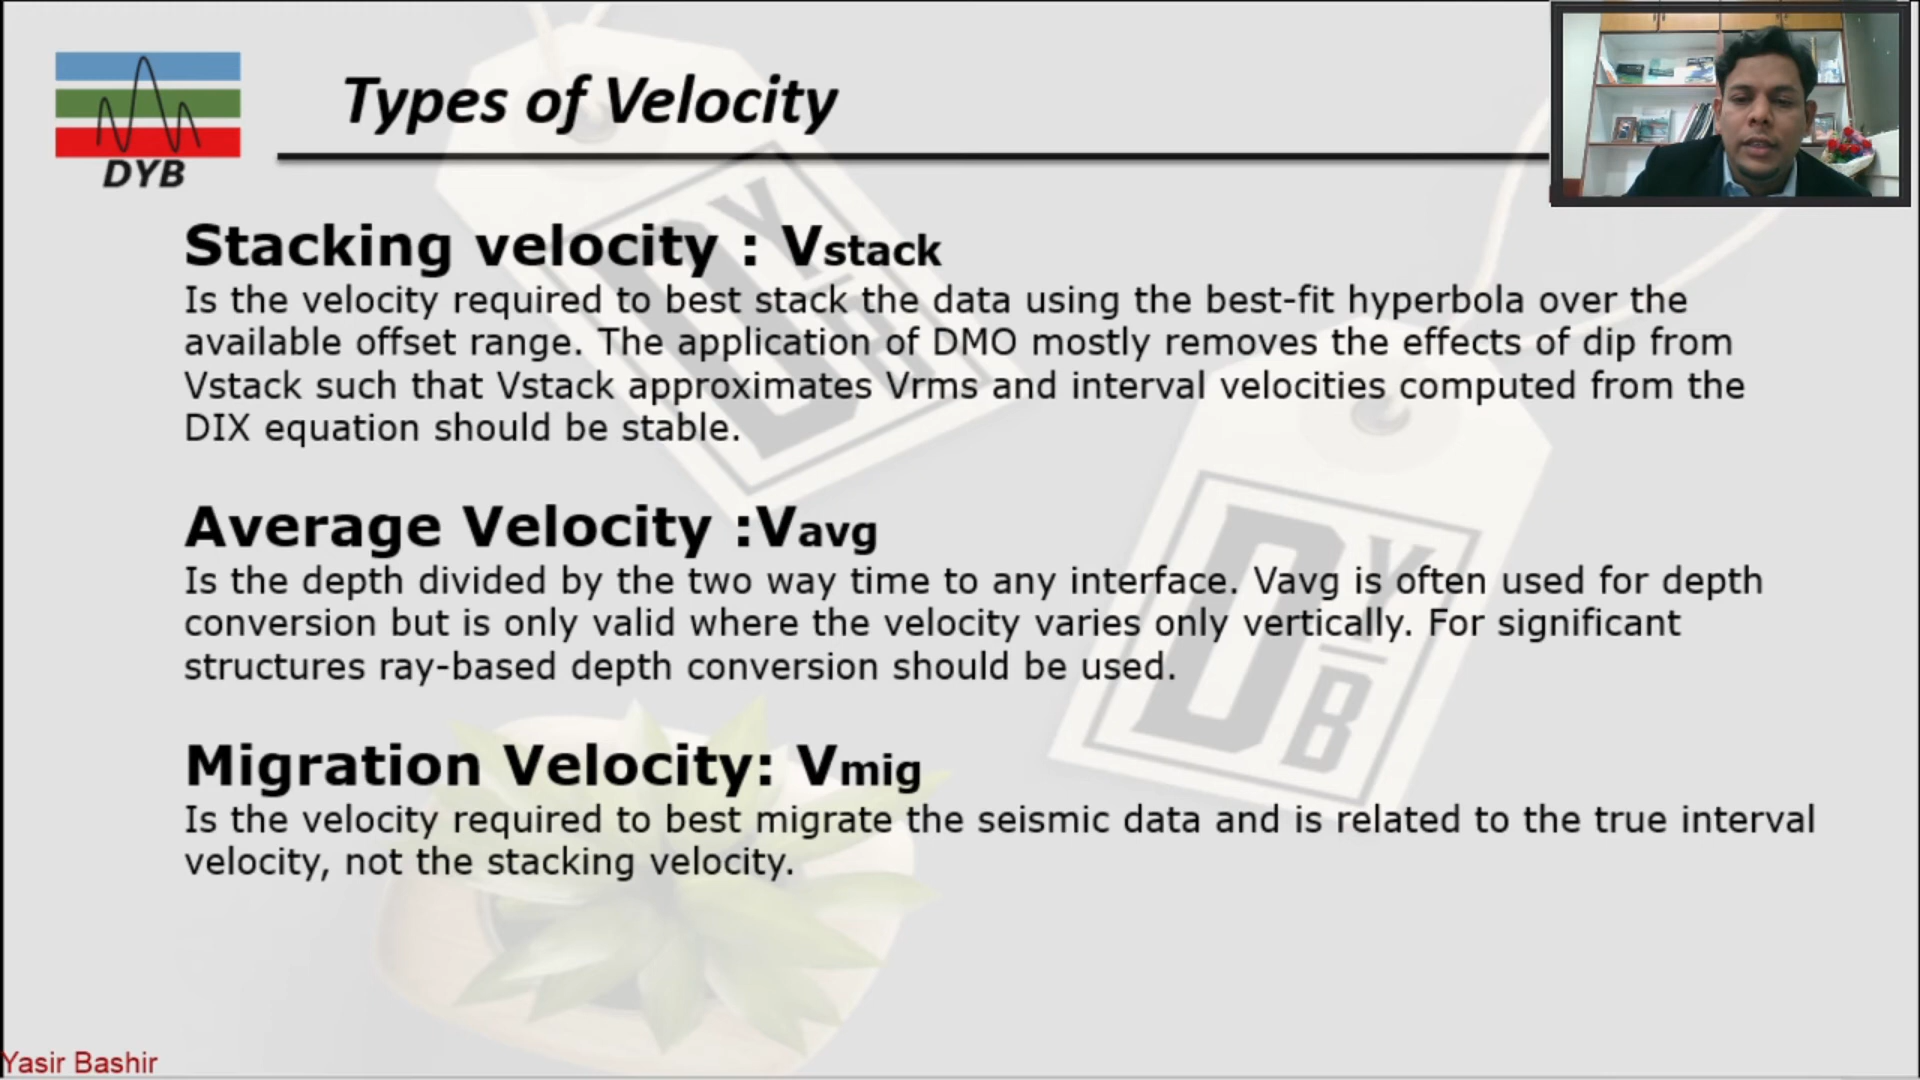 Types of Velocity
DYB
Stacking velocity : Vstack
Is the velocity required to best stack the data using the best-fit hyperbola over the
available offset range. The application of DMO mostly removes the effects of dip from
Vstack such that Vstack approximates Vrms and interval velocities computed from the
DIX equation should be stable.
Average Velocity :Vavg
Is the depth divided by the two way time to any interface. Vavg is often used for depth
conversion but is only valid where the velocity varies only vertically. For significant
structures ray-based depth conversion should be used.
Migration Velocity: Vmig
Is the velocity required to best migrate the seismic data and is related to the true interval
velocity, not the stacking velocity.
DYB
DYB
Yasir Bashir